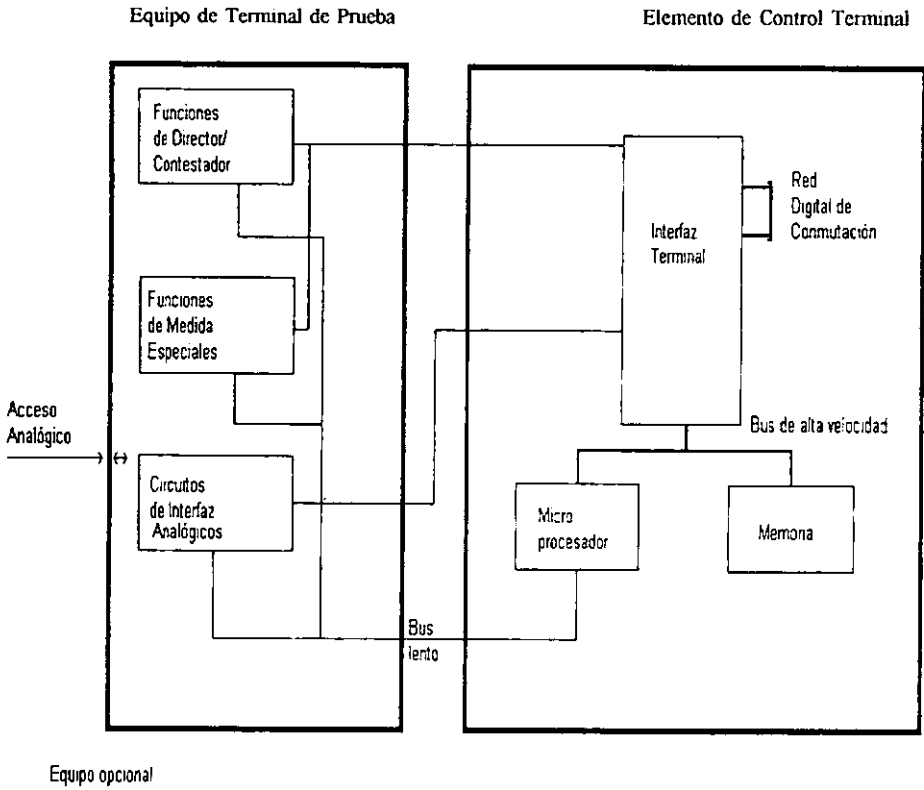 Equipo de Terminal de Prueba
Elemento de Control Terminal
Funciones
de Director/
Contestador
Funciones
de Medida
Especiales
Acceso
Analógico
Circuitos
de Interfaz
Analógicos
Interfaz
Terminal
Red
Digital de
Conmutación
Bus de alta velocidad
Micro
procesador
Memoria
Bus
lento
Equipo opcional